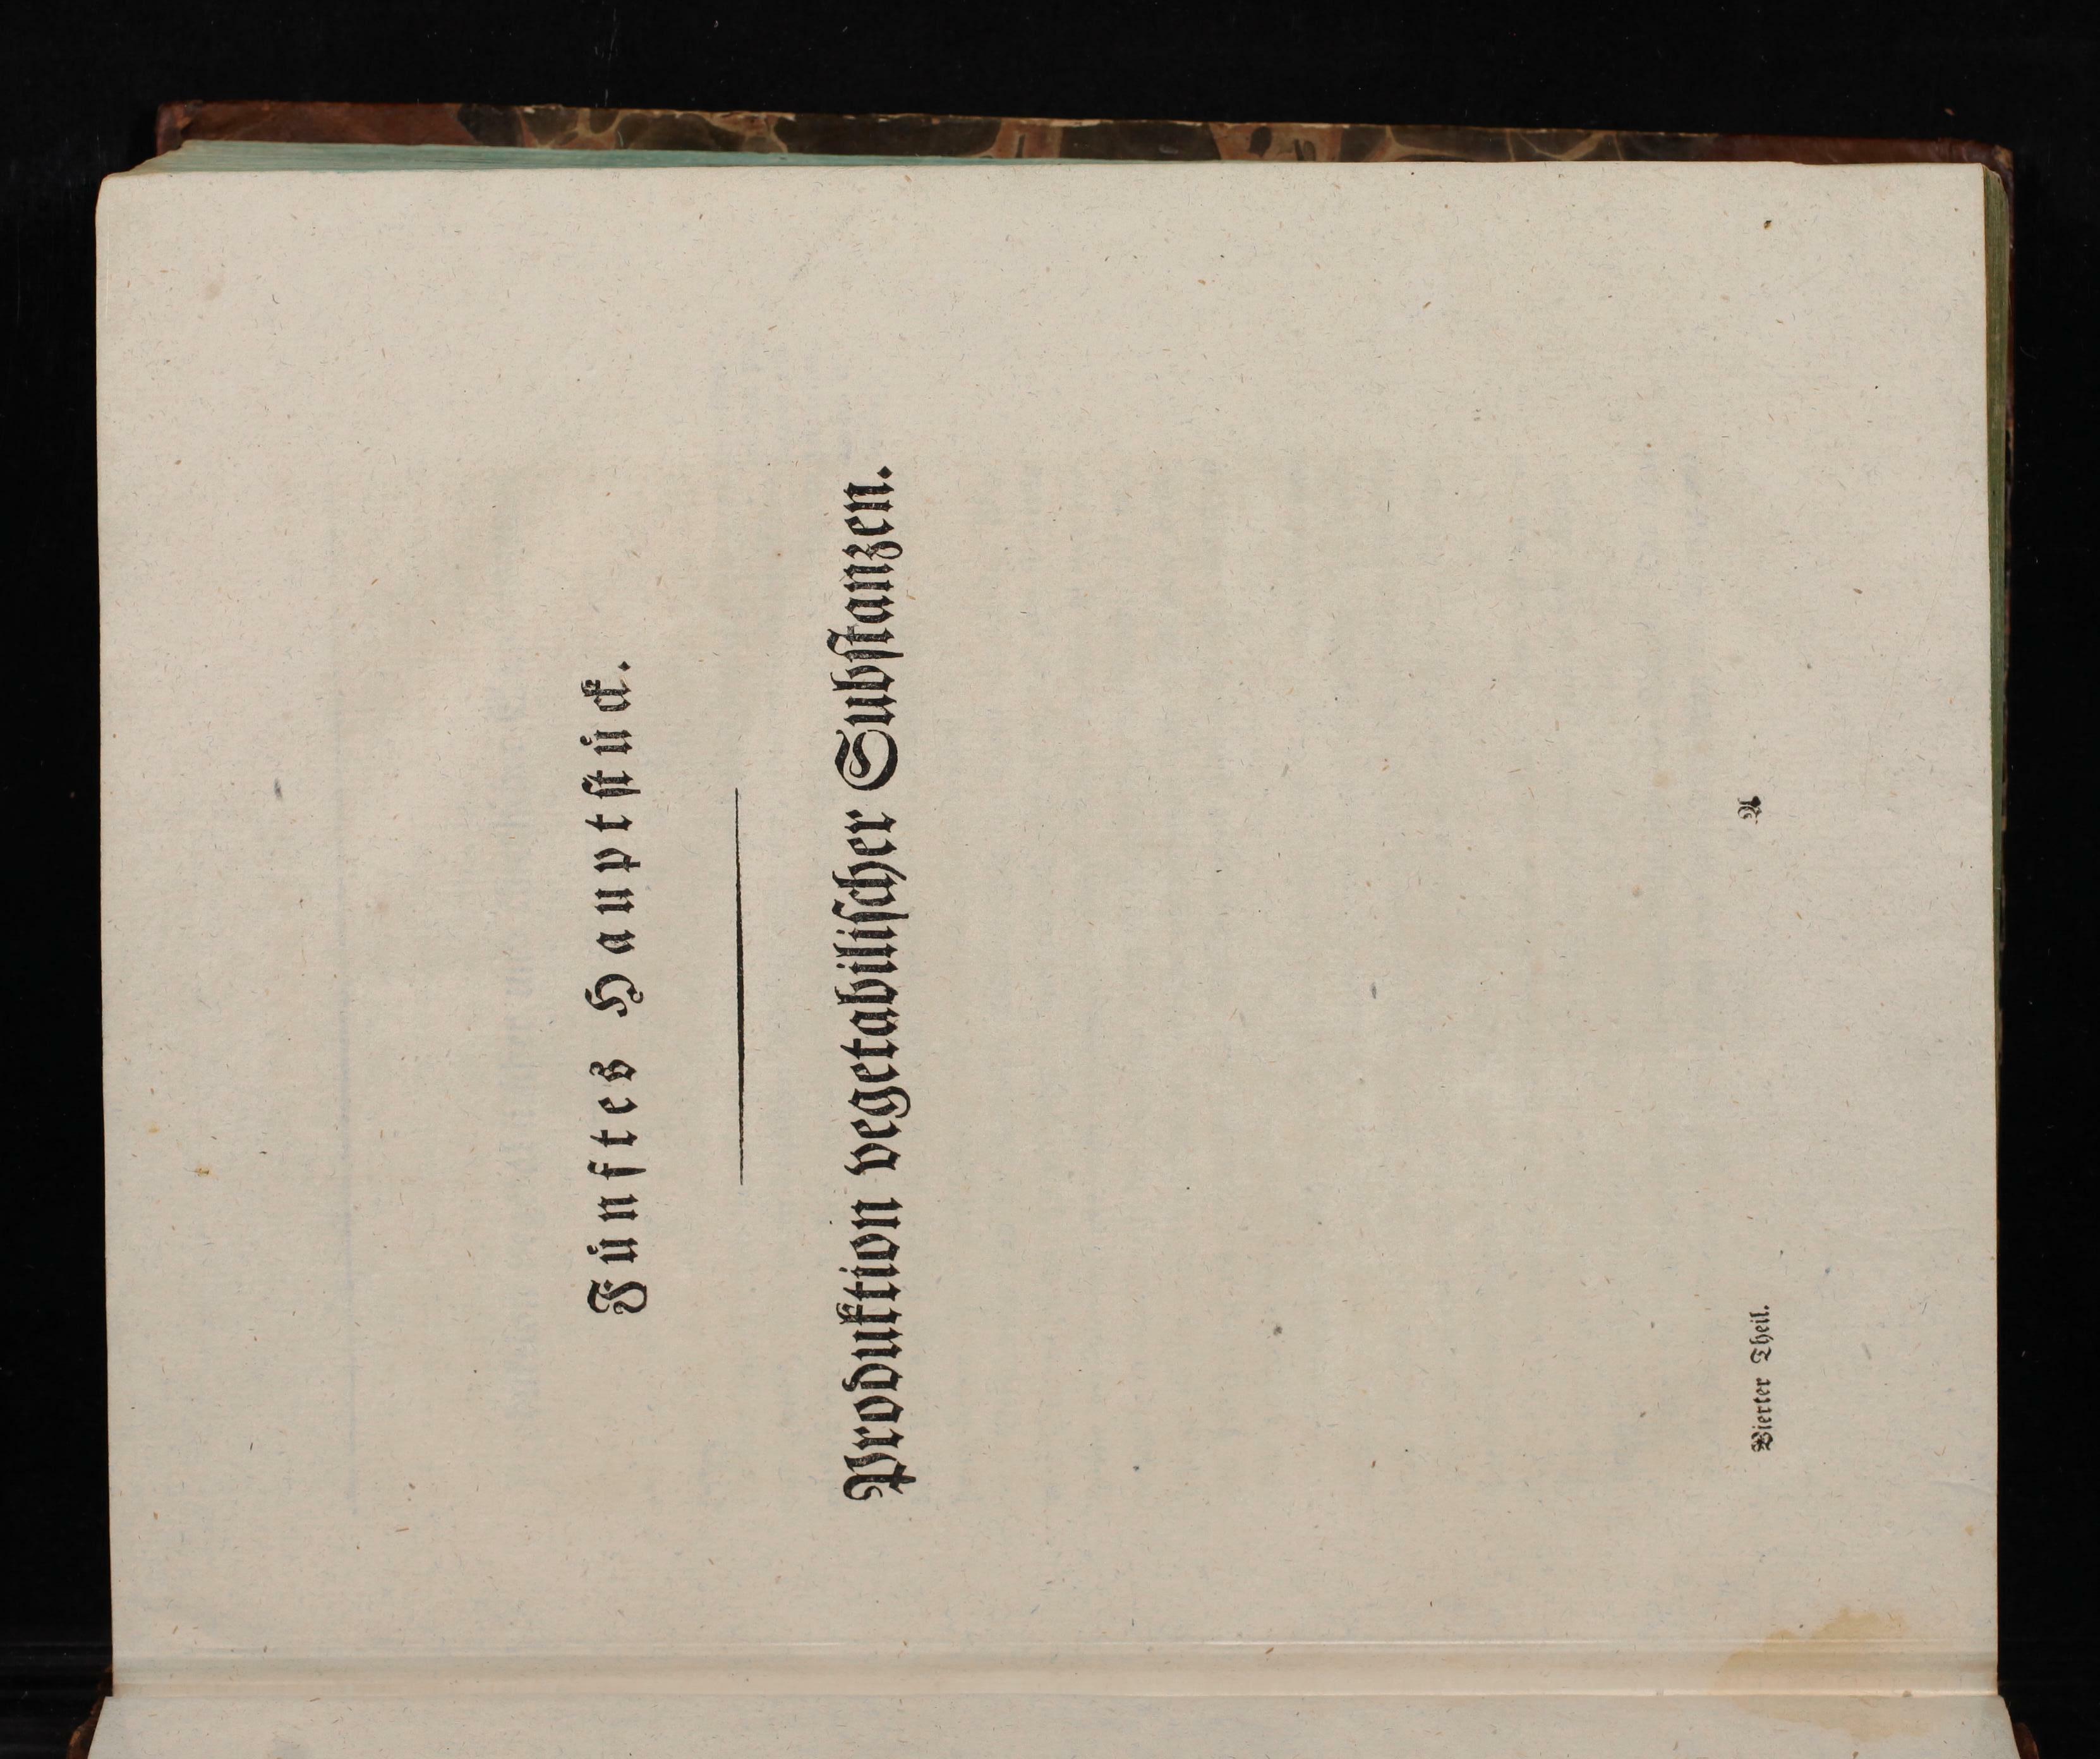 Fünftes Hauptſtück.
Produktion vegetabiliſcher Subſtanzen.
Vierter Theil. A